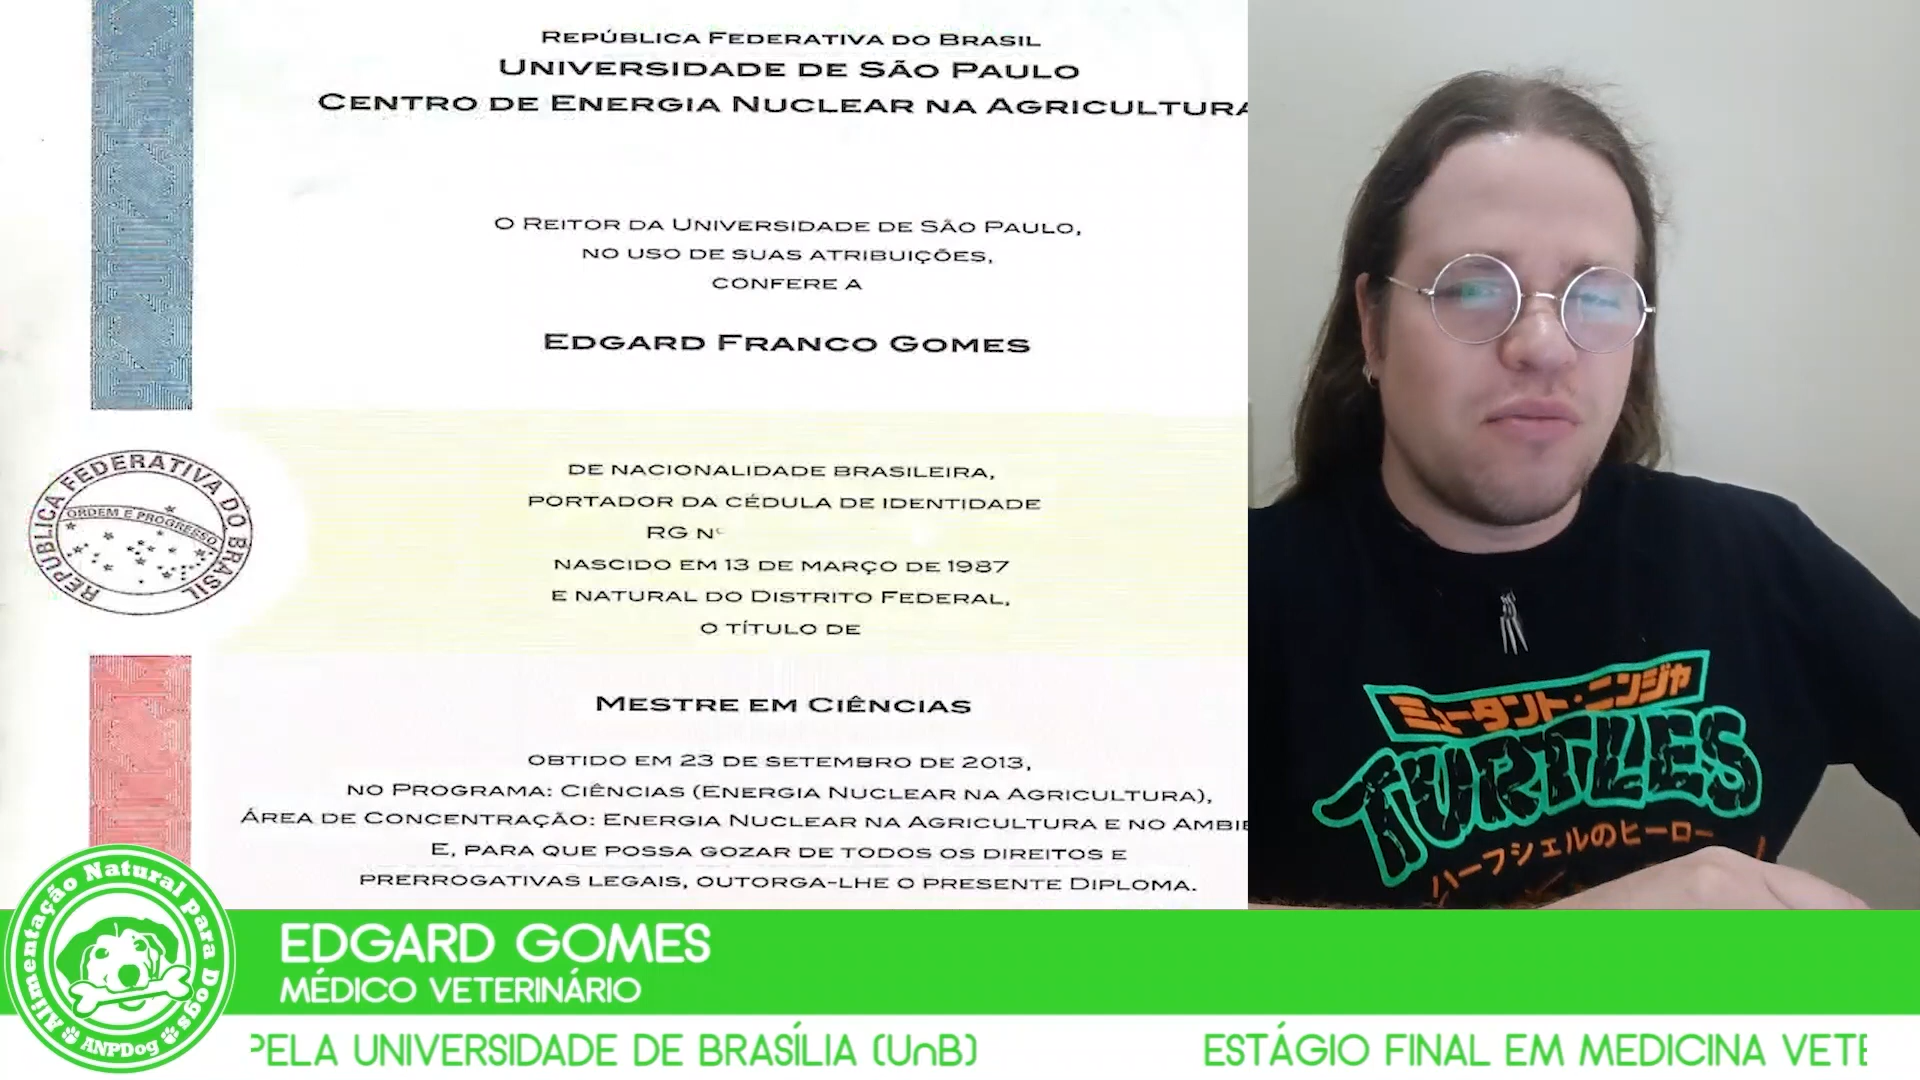 República Federativa do Brasil
Universidade de São Paulo
Centro de Energia Nuclear na Agricultura
O Reitor da Universidade de São Paulo,
no uso de suas atribuições,
confere a
Edgard Franco Gomes
de nacionalidade brasileira,
portador da cédula de identidade
RG Nº
nascido em 13 de março de 1987
e natural do Distrito Federal,
o título de
Mestre em Ciências
obtido em 23 de setembro de 2013,
no Programa: Ciências (Energia Nuclear na Agricultura),
Área de Concentração: Energia Nuclear na Agricultura e no Ambie
e, para que possa gozar de todos os direitos e
prerrogativas legais, outorga-lhe o presente Diploma.
REPÚBLICA FEDERATIVA DO BRASIL
ORDEM E PROGRESSO
ミュータント・ニンジャ
TURTLES
ハーフシェルのヒーロー
Alimentação Natural para Dogs
ANPDog
EDGARD GOMES
MÉDICO VETERINÁRIO
PELA UNIVERSIDADE DE BRASÍLIA (UnB)
ESTÁGIO FINAL EM MEDICINA VETE